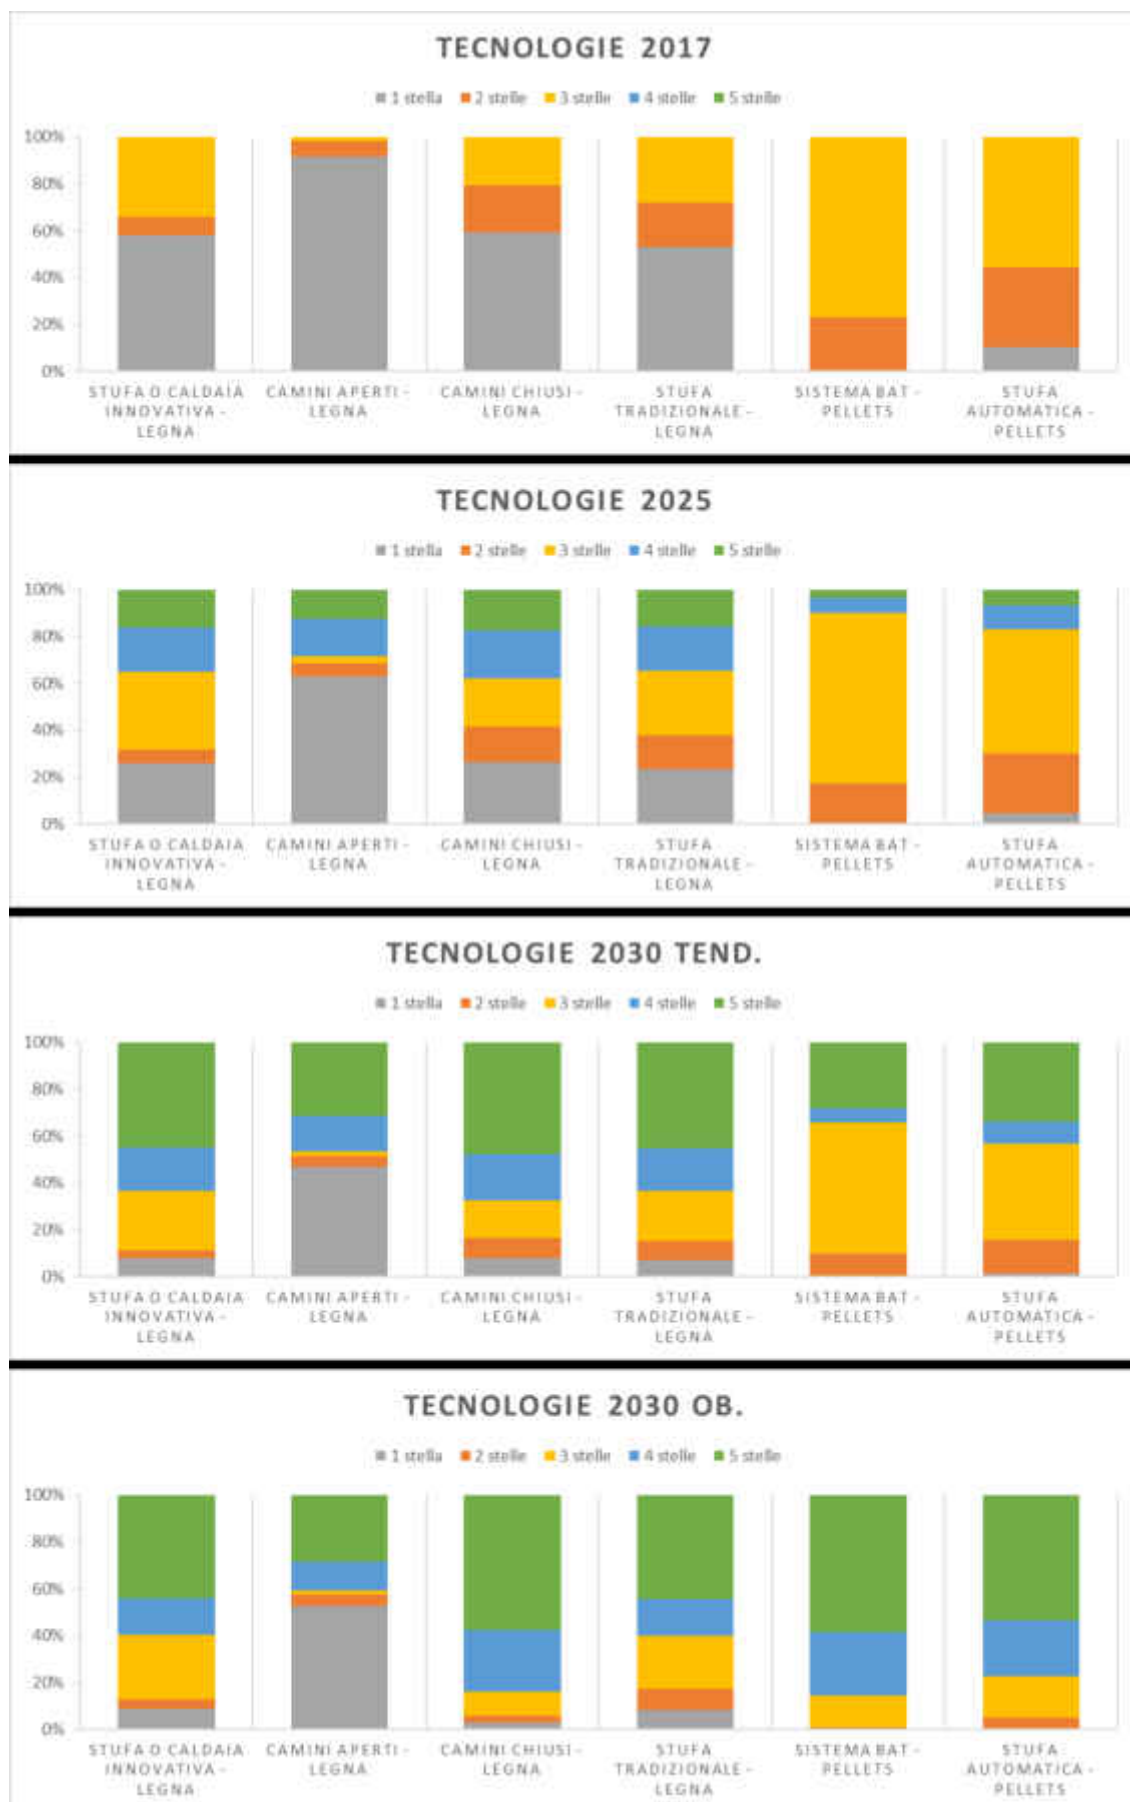 TECNOLOGIE 2017
1 stella 2 stelle 3 stelle 4 stelle 5 stelle
100%
80%
60%
40%
20%
0%
STUFA O CALDAIA INNOVATIVA - LEGNA
CAMINI APERTI - LEGNA
CAMINI CHIUSI - LEGNA
STUFA TRADIZIONALE - LEGNA
SISTEMA BAT - PELLETS
STUFA AUTOMATICA - PELLETS
TECNOLOGIE 2025
1 stella 2 stelle 3 stelle 4 stelle 5 stelle
100%
80%
60%
40%
20%
0%
STUFA O CALDAIA INNOVATIVA - LEGNA
CAMINI APERTI - LEGNA
CAMINI CHIUSI - LEGNA
STUFA TRADIZIONALE - LEGNA
SISTEMA BAT - PELLETS
STUFA AUTOMATICA - PELLETS
TECNOLOGIE 2030 TEND.
1 stella 2 stelle 3 stelle 4 stelle 5 stelle
100%
80%
60%
40%
20%
0%
STUFA O CALDAIA INNOVATIVA - LEGNA
CAMINI APERTI - LEGNA
CAMINI CHIUSI - LEGNA
STUFA TRADIZIONALE - LEGNA
SISTEMA BAT - PELLETS
STUFA AUTOMATICA - PELLETS
TECNOLOGIE 2030 OB.
1 stella 2 stelle 3 stelle 4 stelle 5 stelle
100%
80%
60%
40%
20%
0%
STUFA O CALDAIA INNOVATIVA - LEGNA
CAMINI APERTI - LEGNA
CAMINI CHIUSI - LEGNA
STUFA TRADIZIONALE - LEGNA
SISTEMA BAT - PELLETS
STUFA AUTOMATICA - PELLETS